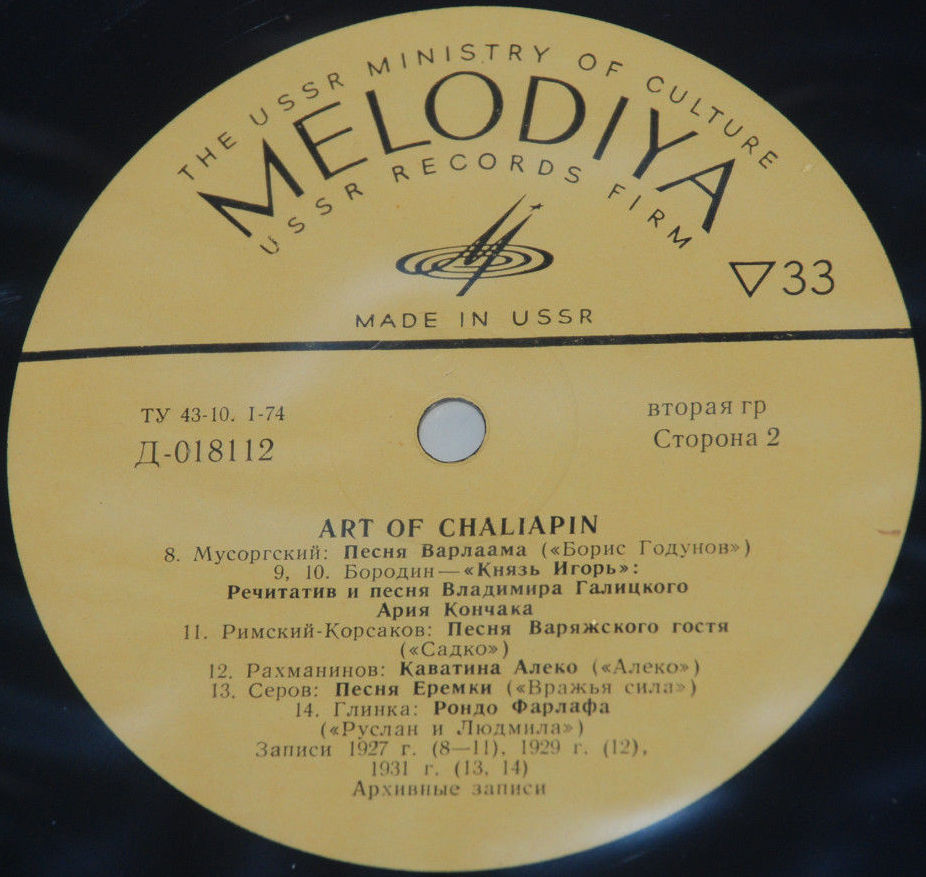 THE USSR MINISTRY OF CULTURE
MELODIYA
USSR RECORDS FIRM
▽33
MADE IN USSR
ТУ 43-10. 1-74
вторая гр
Д-018112
Сторона 2
ART OF CHALIAPIN
8. Мусоргский: Песня Варлаама («Борис Годунов»)
9, 10. Бородин—«Князь Игорь»:
Речитатив и песня Владимира Галицкого
Ария Кончака
11. Римский-Корсаков: Песня Варяжского гостя
(«Садко»)
12. Рахманинов: Каватина Алеко («Алеко»)
13. Серов: Песня Еремки («Вражья сила»)
14. Глинка: Рондо Фарлафа
(«Руслан и Людмила»)
Записи 1927 г. (8—11), 1929 г. (12),
1931 г. (13, 14)
Архивные записи